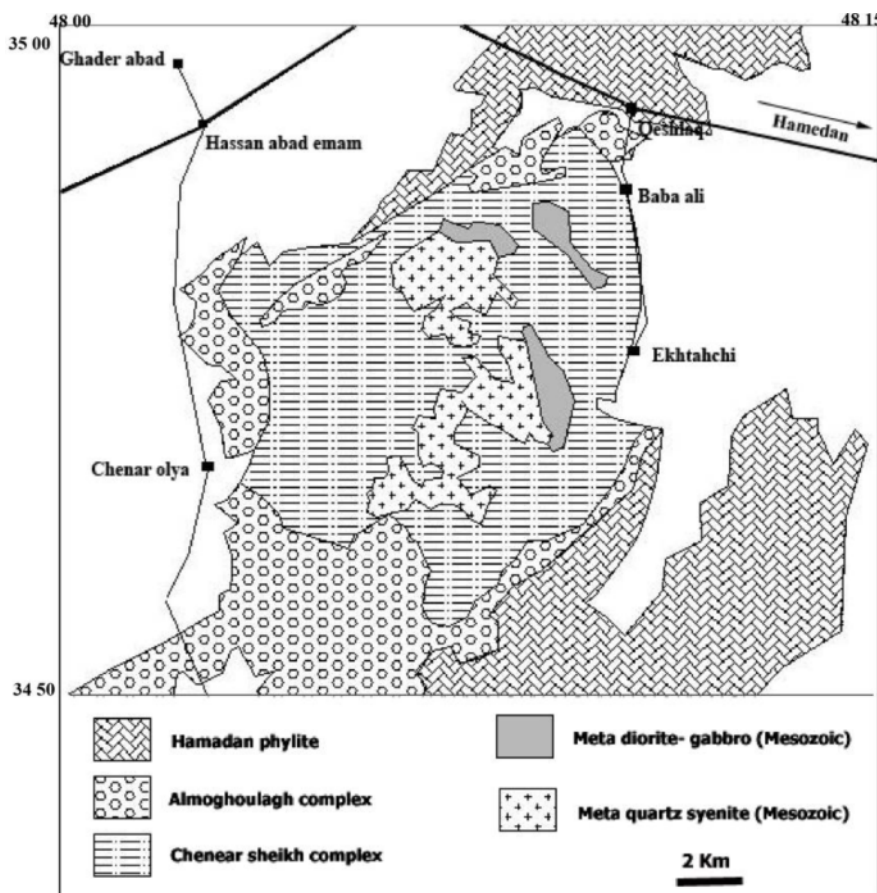 48 00
48 15
35 00
Ghader abad
Hassan abad emam
Qeshlaq
Hamedan
Baba ali
Ekhtahchi
Chenar olya
34 50
Hamadan phylite
Almoghoulagh complex
Chenear sheikh complex
Meta diorite- gabbro (Mesozoic)
Meta quartz syenite (Mesozoic)
2 Km